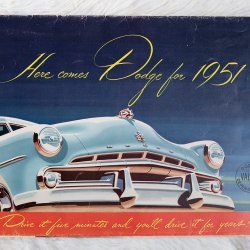 Here comes Dodge for 1951
Drive it five minutes and you'll drive it for years